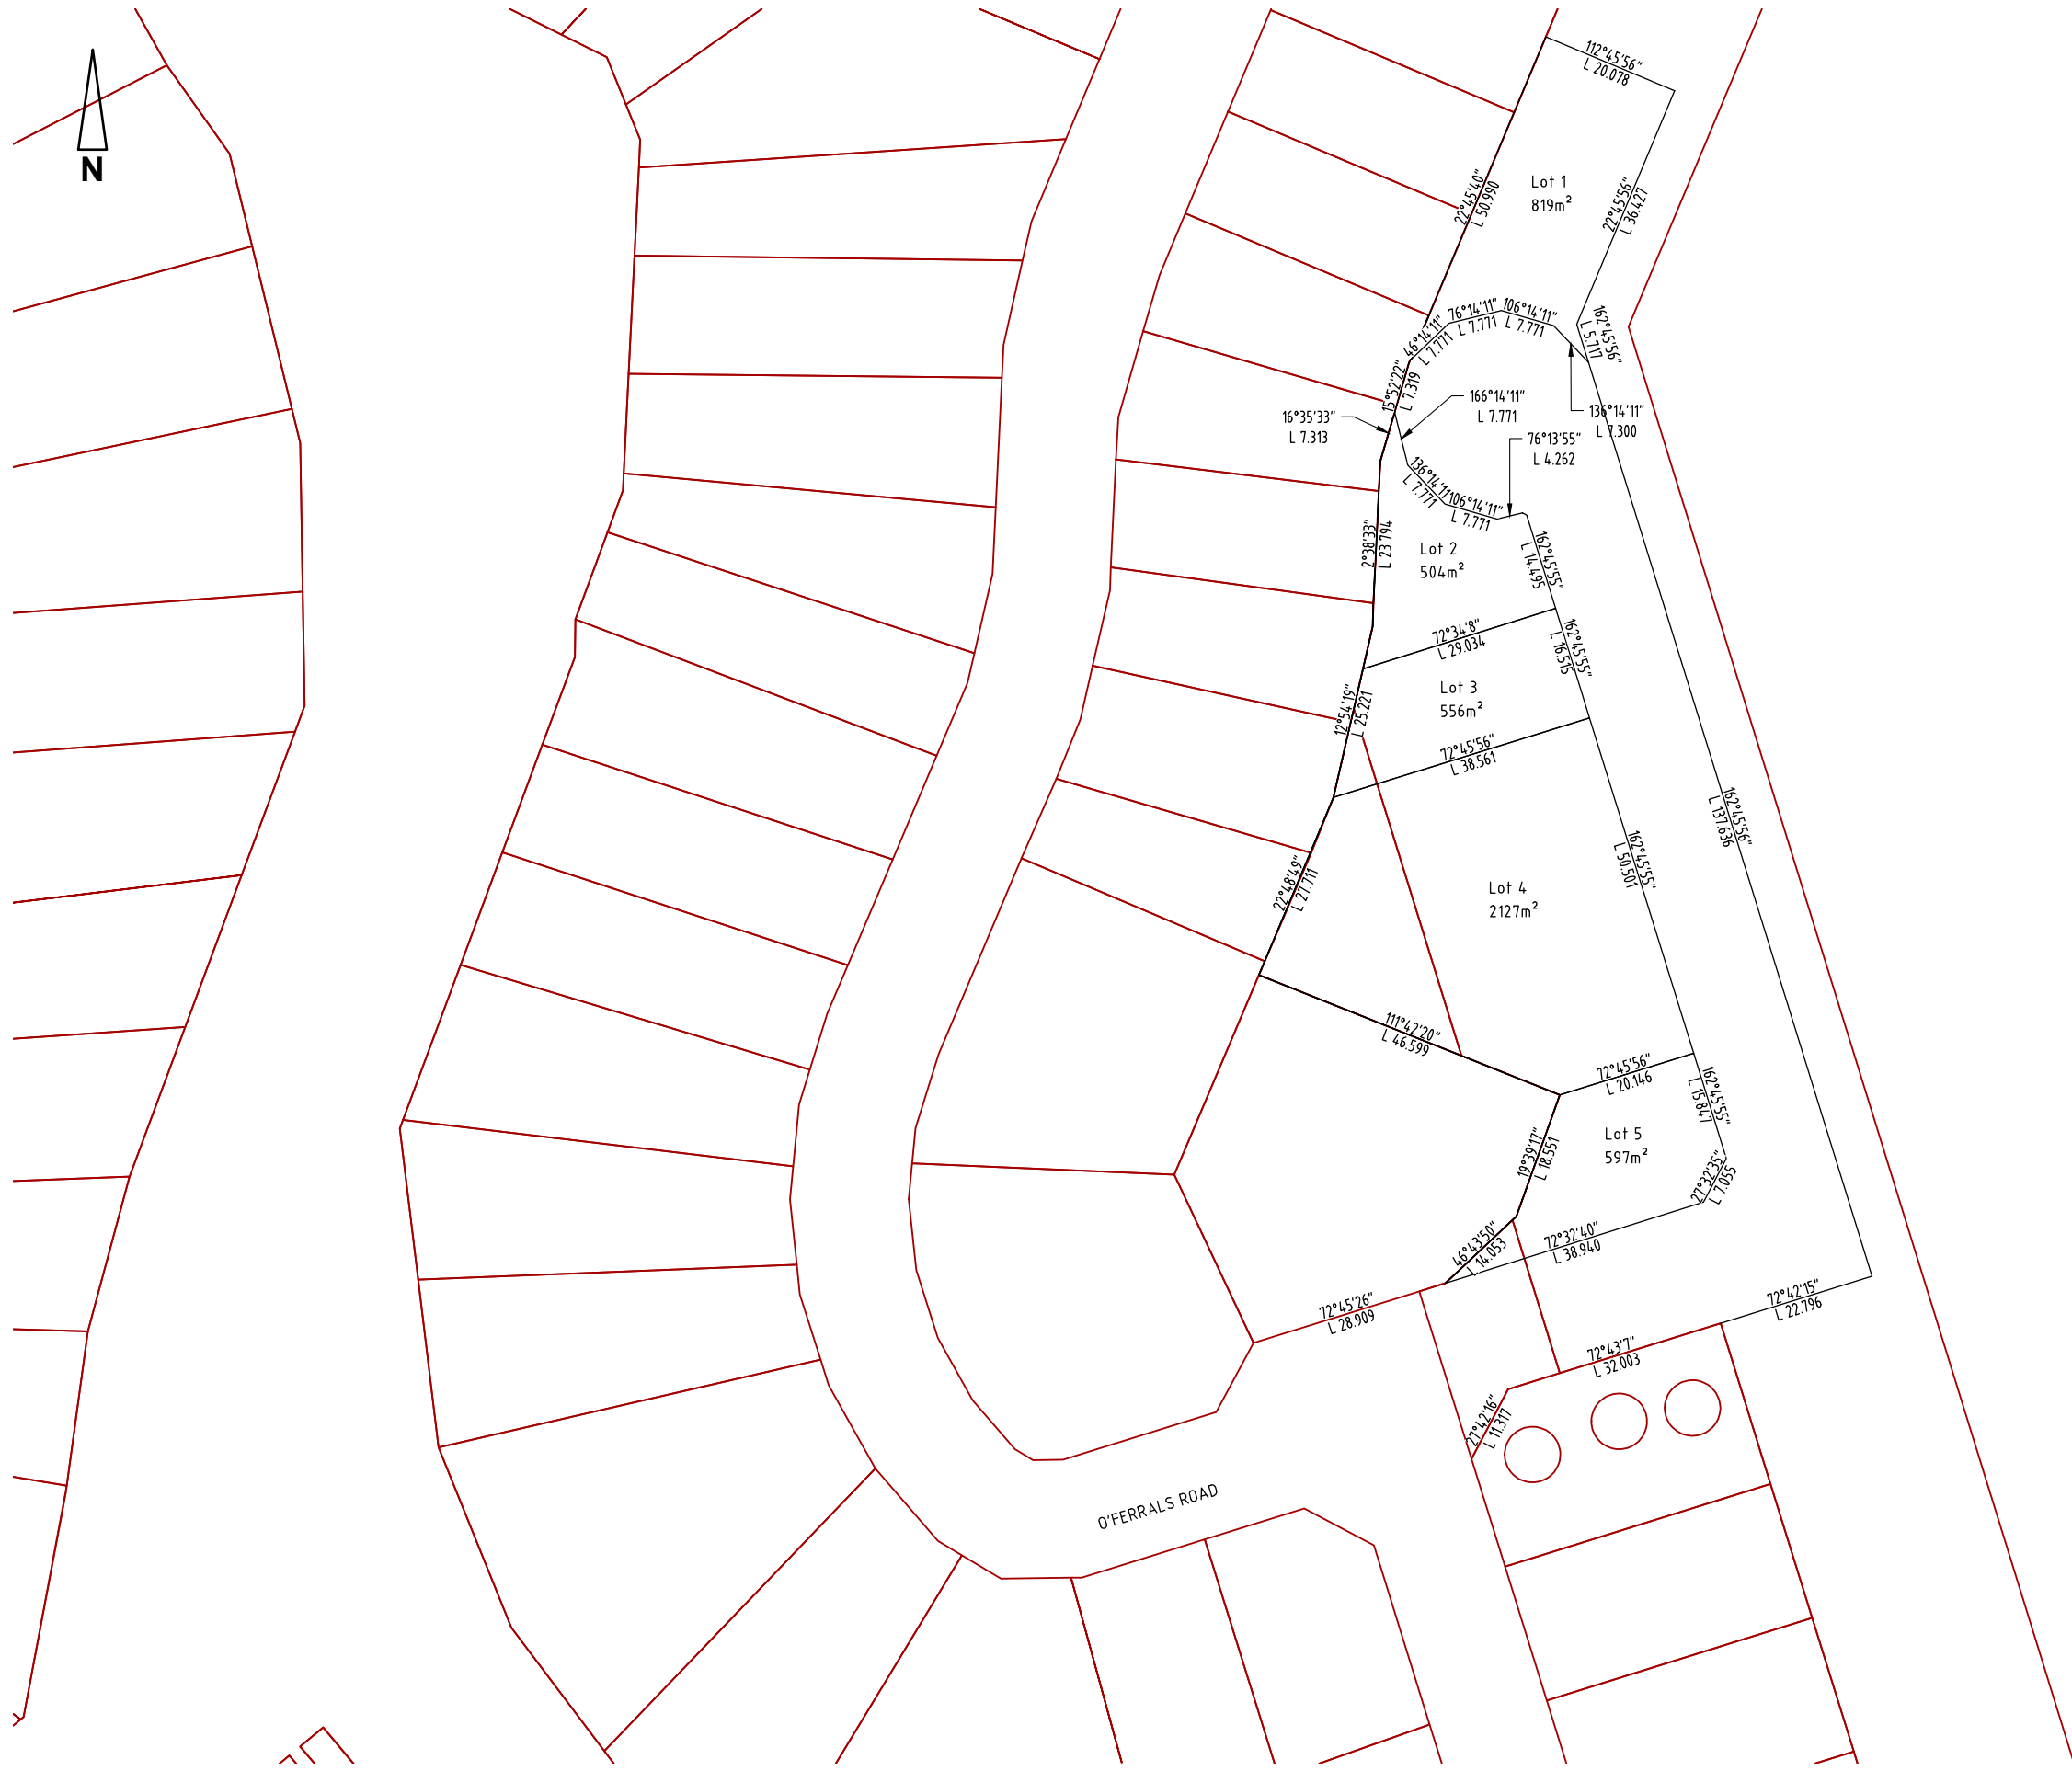 N
112°45'56"
L 20.078
Lot 1
819m²
22°45'40"
L 50.990
22°45'56"
L 36.427
162°45'56"
L 5.717
46°14'11"
L 7.771
76°14'11"
L 7.771
106°14'11"
L 7.771
136°14'11"
L 7.300
15°52'22"
L 7.319
16°35'33"
L 7.313
166°14'11"
L 7.771
76°13'55"
L 4.262
136°14'11"
L 7.771
106°14'11"
L 7.771
2°38'33"
L 23.794
Lot 2
504m²
162°45'55"
L 14.495
72°34'8"
L 29.034
162°45'55"
L 16.515
Lot 3
556m²
12°54'19"
L 25.221
72°45'56"
L 38.561
162°45'56"
L 137.636
162°45'55"
L 50.501
22°48'49"
L 27.711
Lot 4
2127m²
111°42'20"
L 46.599
72°45'56"
L 20.146
162°45'55"
L 15.847
Lot 5
597m²
19°39'17"
L 18.551
27°32'35"
L 7.055
46°43'50"
L 14.053
72°32'40"
L 38.940
72°45'26"
L 28.909
72°42'15"
L 22.796
72°43'7"
L 32.003
27°42'16"
L 11.317
O'FERRALS ROAD